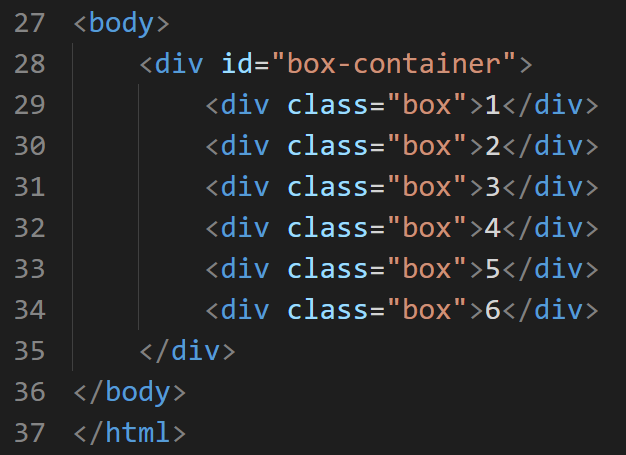 27 <body>
28     <div id="box-container">
29         <div class="box">1</div>
30         <div class="box">2</div>
31         <div class="box">3</div>
32         <div class="box">4</div>
33         <div class="box">5</div>
34         <div class="box">6</div>
35     </div>
36 </body>
37 </html>